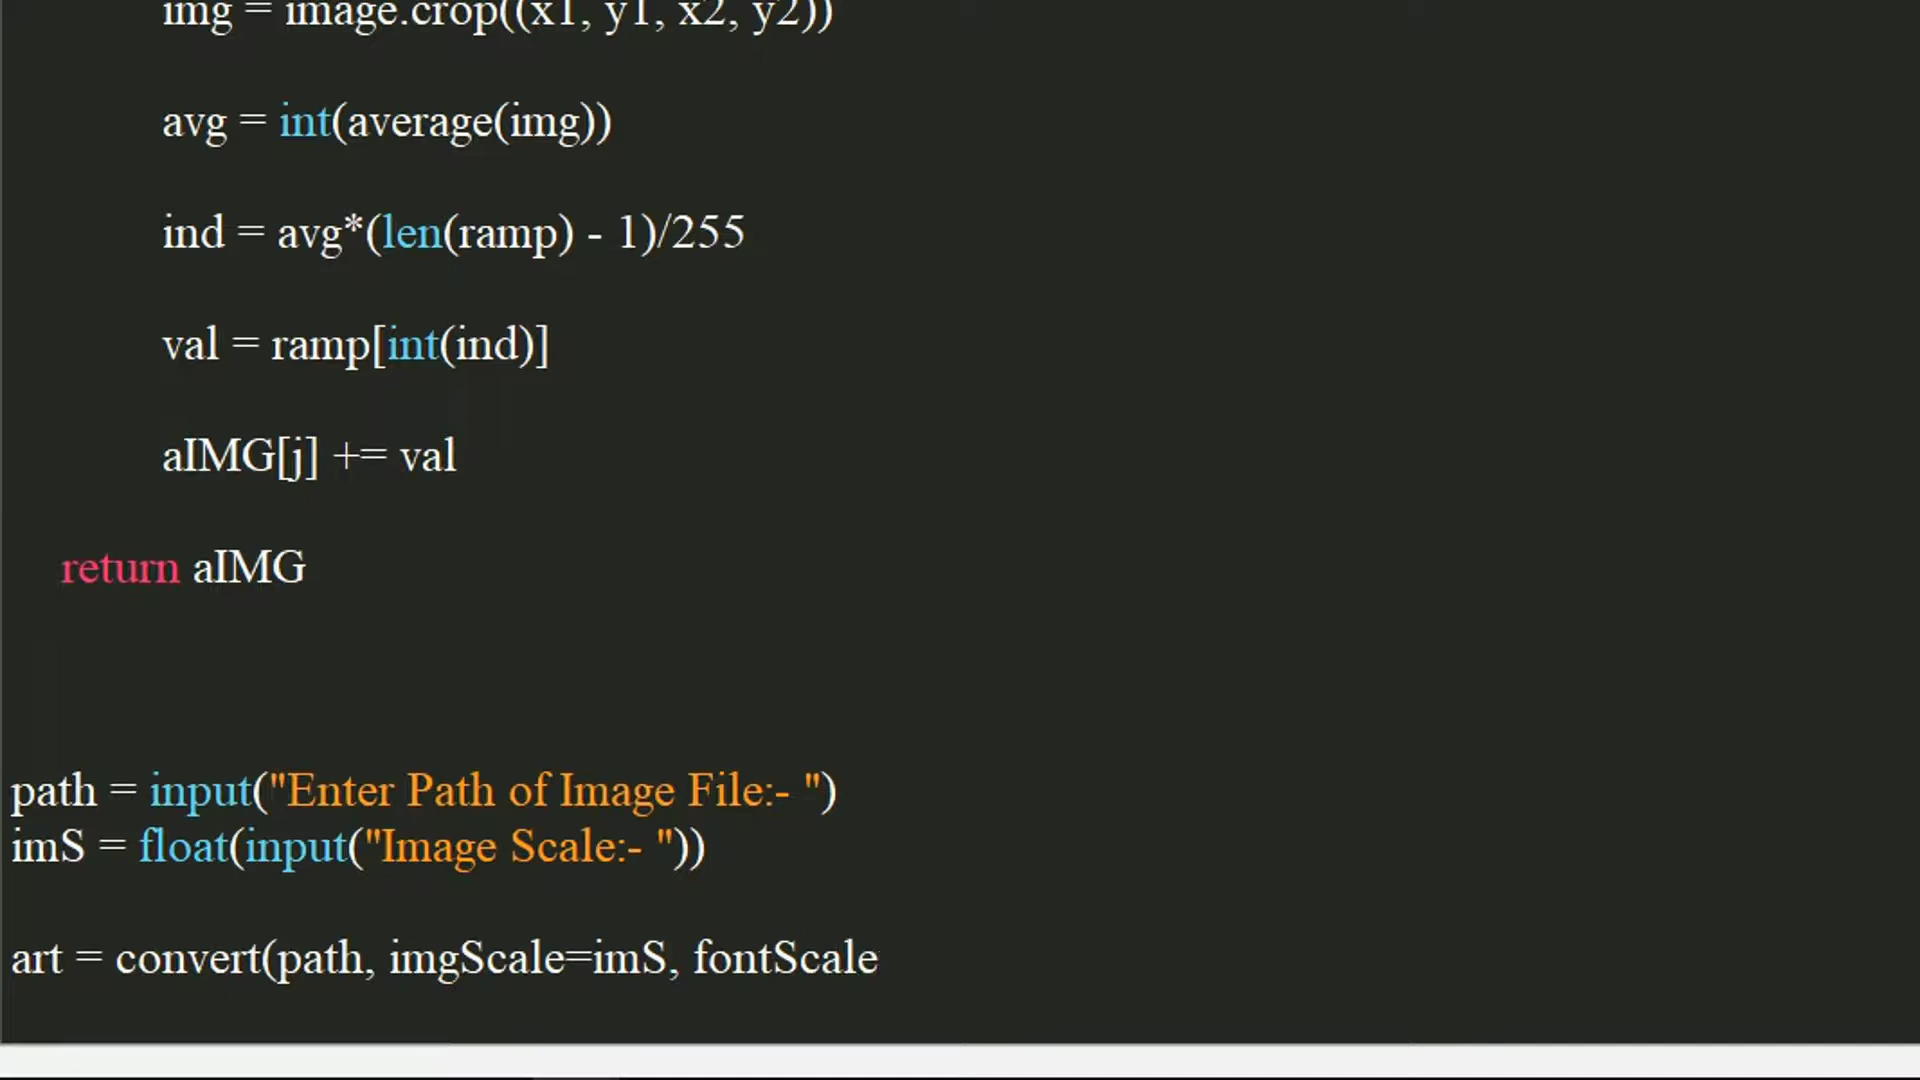 img = image.crop((x1, y1, x2, y2))
avg = int(average(img))
ind = avg*(len(ramp) - 1)/255
val = ramp[int(ind)]
aIMG[j] += val
return aIMG
path = input("Enter Path of Image File:- ")
imS = float(input("Image Scale:- "))
art = convert(path, imgScale=imS, fontScale